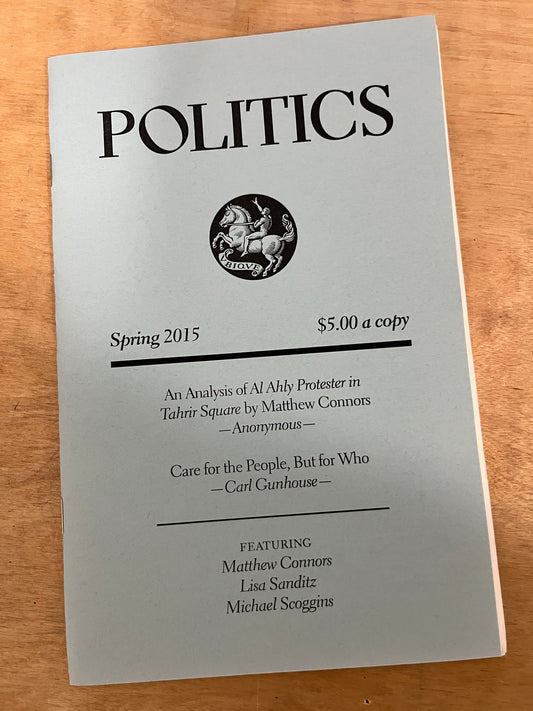 POLITICS
VBIQVE
Spring 2015
$5.00 a copy
An Analysis of Al Ahly Protester in
Tahrir Square by Matthew Connors
—Anonymous—
Care for the People, But for Who
—Carl Gunhouse—
FEATURING
Matthew Connors
Lisa Sanditz
Michael Scoggins